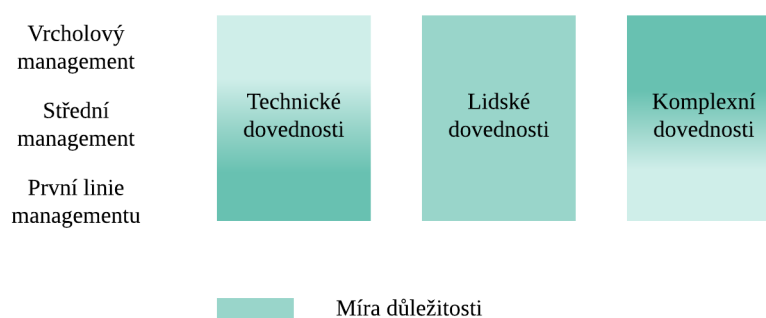 Vrcholový
management
Střední
management
První linie
managementu
Technické
dovednosti
Lidské
dovednosti
Komplexní
dovednosti
Míra důležitosti